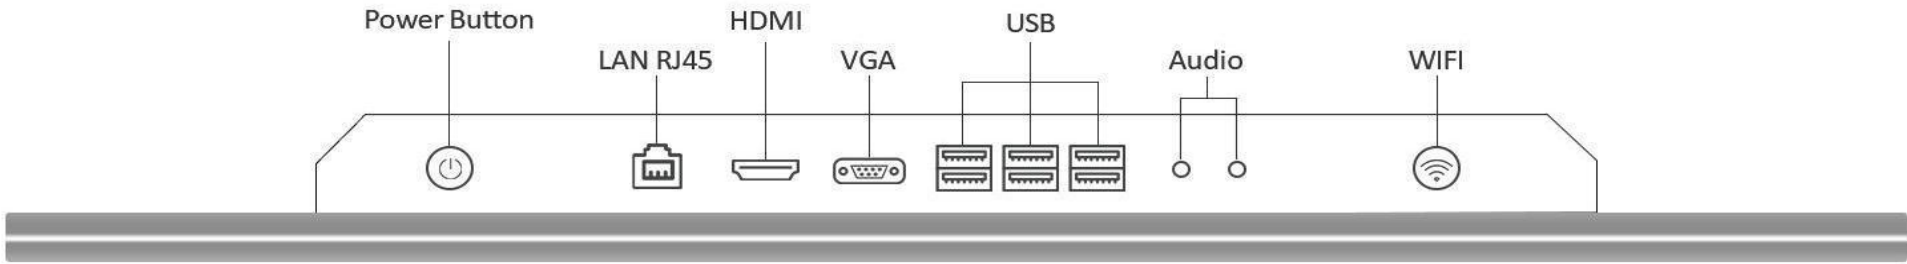 Power Button
LAN RJ45
HDMI
VGA
USB
Audio
WIFI